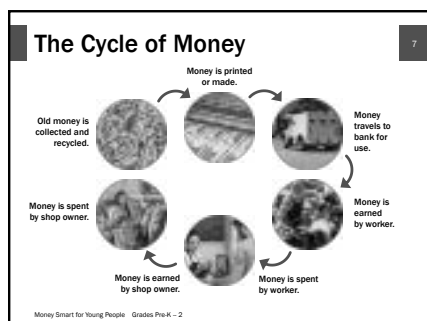 The Cycle of Money
7
Money is printed
or made.
Money
travels to
bank for
use.
Money is
earned
by worker.
Money is spent
by worker.
Money is earned
by shop owner.
Money is spent
by shop owner.
Old money is
collected and
recycled.
Money Smart for Young People Grades Pre-K – 2